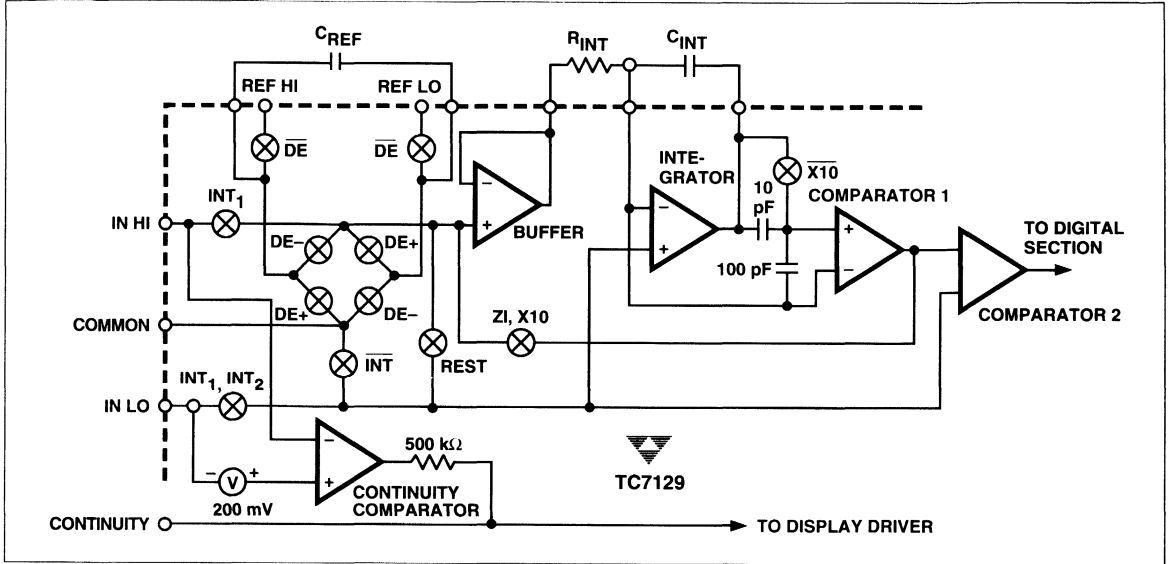 CREF
RINT
CINT
REF HI
REF LO
DE
DE
INTE-
GRATOR
X10
10
pF
COMPARATOR 1
INT1
IN HI
−
+
BUFFER
−
+
+
−
TO DIGITAL
SECTION
DE−
DE+
100 pF
DE+
DE−
COMMON
ZI, X10
COMPARATOR 2
INT
REST
INT1, INT2
IN LO
500 kΩ
−
+
TC7129
− V +
200 mV
CONTINUITY
COMPARATOR
CONTINUITY
TO DISPLAY DRIVER